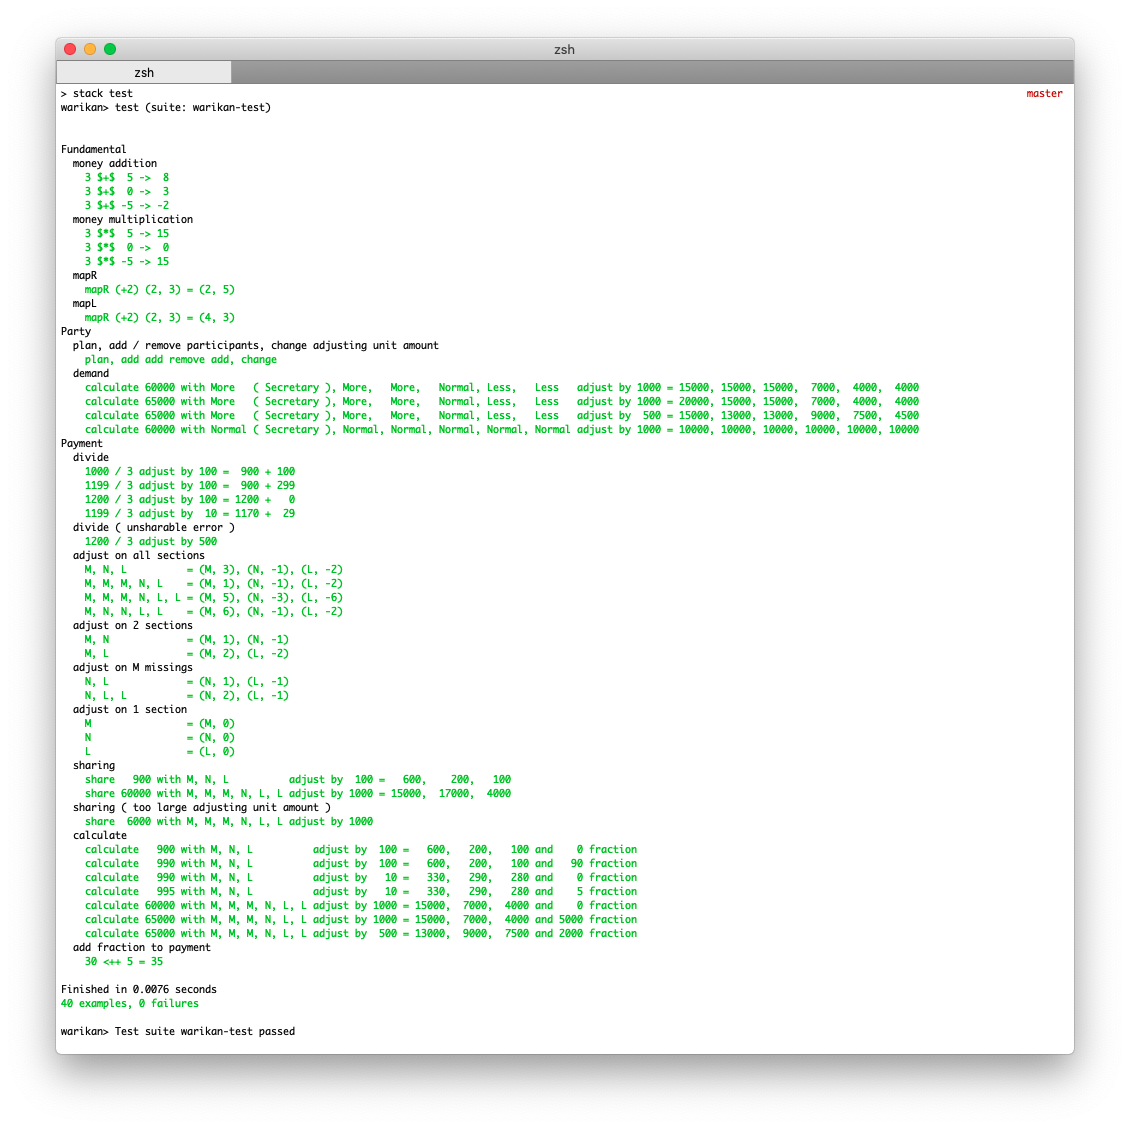 zsh
zsh
> stack test master
warikan> test (suite: warikan-test)
Fundamental
  money addition
    3 $+$  5 ->  8
    3 $+$  0 ->  3
    3 $+$ -5 -> -2
  money multiplication
    3 $*$  5 -> 15
    3 $*$  0 ->  0
    3 $*$ -5 -> 15
  mapR
    mapR (+2) (2, 3) = (2, 5)
  mapL
    mapR (+2) (2, 3) = (4, 3)
Party
  plan, add / remove participants, change adjusting unit amount
    plan, add add remove add, change
  demand
    calculate 60000 with More   ( Secretary ), More,   More,   Normal, Less,   Less   adjust by 1000 = 15000, 15000, 15000,  7000,  4000,  4000
    calculate 65000 with More   ( Secretary ), More,   More,   Normal, Less,   Less   adjust by 1000 = 20000, 15000, 15000,  7000,  4000,  4000
    calculate 65000 with More   ( Secretary ), More,   More,   Normal, Less,   Less   adjust by  500 = 15000, 13000, 13000,  9000,  7500,  4500
    calculate 60000 with Normal ( Secretary ), Normal, Normal, Normal, Normal, Normal adjust by 1000 = 10000, 10000, 10000, 10000, 10000, 10000
Payment
  divide
    1000 / 3 adjust by 100 =  900 + 100
    1199 / 3 adjust by 100 =  900 + 299
    1200 / 3 adjust by 100 = 1200 +   0
    1199 / 3 adjust by  10 = 1170 +  29
  divide ( unsharable error )
    1200 / 3 adjust by 500
  adjust on all sections
    M, N, L          = (M, 3), (N, -1), (L, -2)
    M, M, M, N, L    = (M, 1), (N, -1), (L, -2)
    M, M, M, N, L, L = (M, 5), (N, -3), (L, -6)
    M, N, N, L, L    = (M, 6), (N, -1), (L, -2)
  adjust on 2 sections
    M, N             = (M, 1), (N, -1)
    M, L             = (M, 2), (L, -2)
  adjust on M missings
    N, L             = (N, 1), (L, -1)
    N, L, L          = (N, 2), (L, -1)
  adjust on 1 section
    M                = (M, 0)
    N                = (N, 0)
    L                = (L, 0)
  sharing
    share   900 with M, N, L          adjust by  100 =   600,    200,   100
    share 60000 with M, M, M, N, L, L adjust by 1000 = 15000,  17000,  4000
  sharing ( too large adjusting unit amount )
    share  6000 with M, M, M, N, L, L adjust by 1000
  calculate
    calculate   900 with M, N, L          adjust by  100 =   600,   200,   100 and    0 fraction
    calculate   990 with M, N, L          adjust by  100 =   600,   200,   100 and   90 fraction
    calculate   990 with M, N, L          adjust by   10 =   330,   290,   280 and    0 fraction
    calculate   995 with M, N, L          adjust by   10 =   330,   290,   280 and    5 fraction
    calculate 60000 with M, M, M, N, L, L adjust by 1000 = 15000,  7000,  4000 and    0 fraction
    calculate 65000 with M, M, M, N, L, L adjust by 1000 = 15000,  7000,  4000 and 5000 fraction
    calculate 65000 with M, M, M, N, L, L adjust by  500 = 13000,  9000,  7500 and 2000 fraction
  add fraction to payment
    30 <++ 5 = 35
Finished in 0.0076 seconds
40 examples, 0 failures
warikan> Test suite warikan-test passed